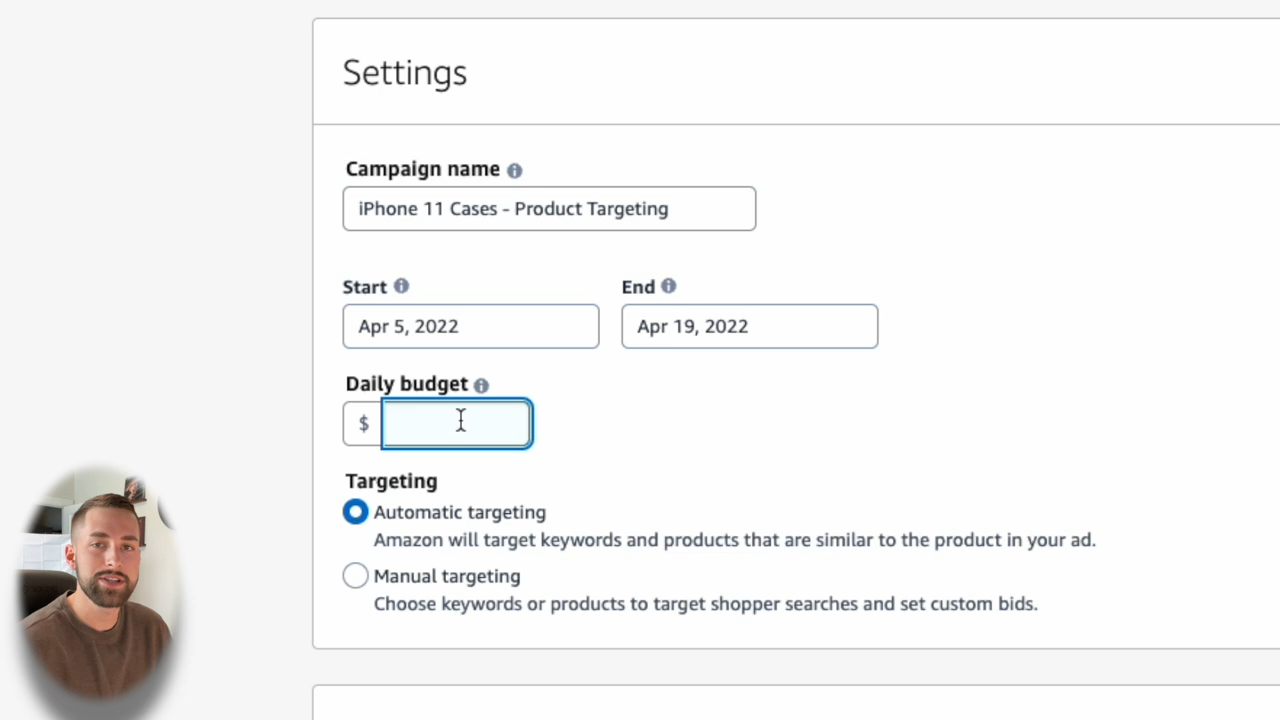 Settings
Campaign name
iPhone 11 Cases - Product Targeting
Start End
Apr 5, 2022 Apr 19, 2022
Daily budget
$
Targeting
Automatic targeting
Amazon will target keywords and products that are similar to the product in your ad.
Manual targeting
Choose keywords or products to target shopper searches and set custom bids.